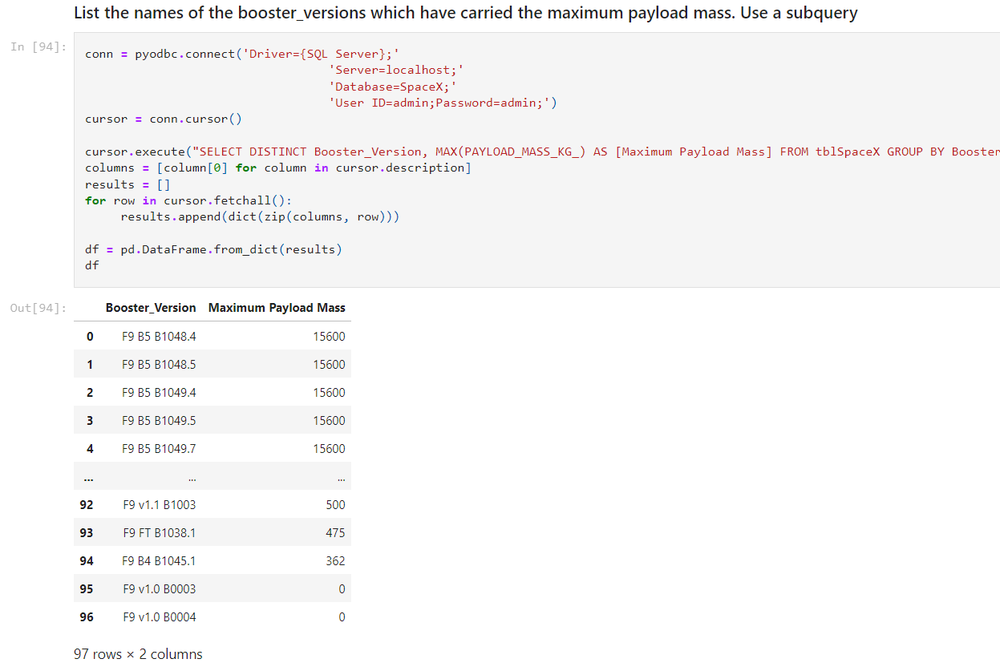 List the names of the booster_versions which have carried the maximum payload mass. Use a subquery
In [94]:
conn = pyodbc.connect('Driver={SQL Server};'
'Server=localhost;'
'Database=SpaceX;'
'User ID=admin;Password=admin;')
cursor = conn.cursor()
cursor.execute("SELECT DISTINCT Booster_Version, MAX(PAYLOAD_MASS_KG_) AS [Maximum Payload Mass] FROM tblSpaceX GROUP BY Booster
columns = [column[0] for column in cursor.description]
results = []
for row in cursor.fetchall():
results.append(dict(zip(columns, row)))
df = pd.DataFrame.from_dict(results)
df
Out[94]:
Booster_Version Maximum Payload Mass
0 F9 B5 B1048.4 15600
1 F9 B5 B1048.5 15600
2 F9 B5 B1049.4 15600
3 F9 B5 B1049.5 15600
4 F9 B5 B1049.7 15600
... ... ...
92 F9 v1.1 B1003 500
93 F9 FT B1038.1 475
94 F9 B4 B1045.1 362
95 F9 v1.0 B0003 0
96 F9 v1.0 B0004 0
97 rows × 2 columns